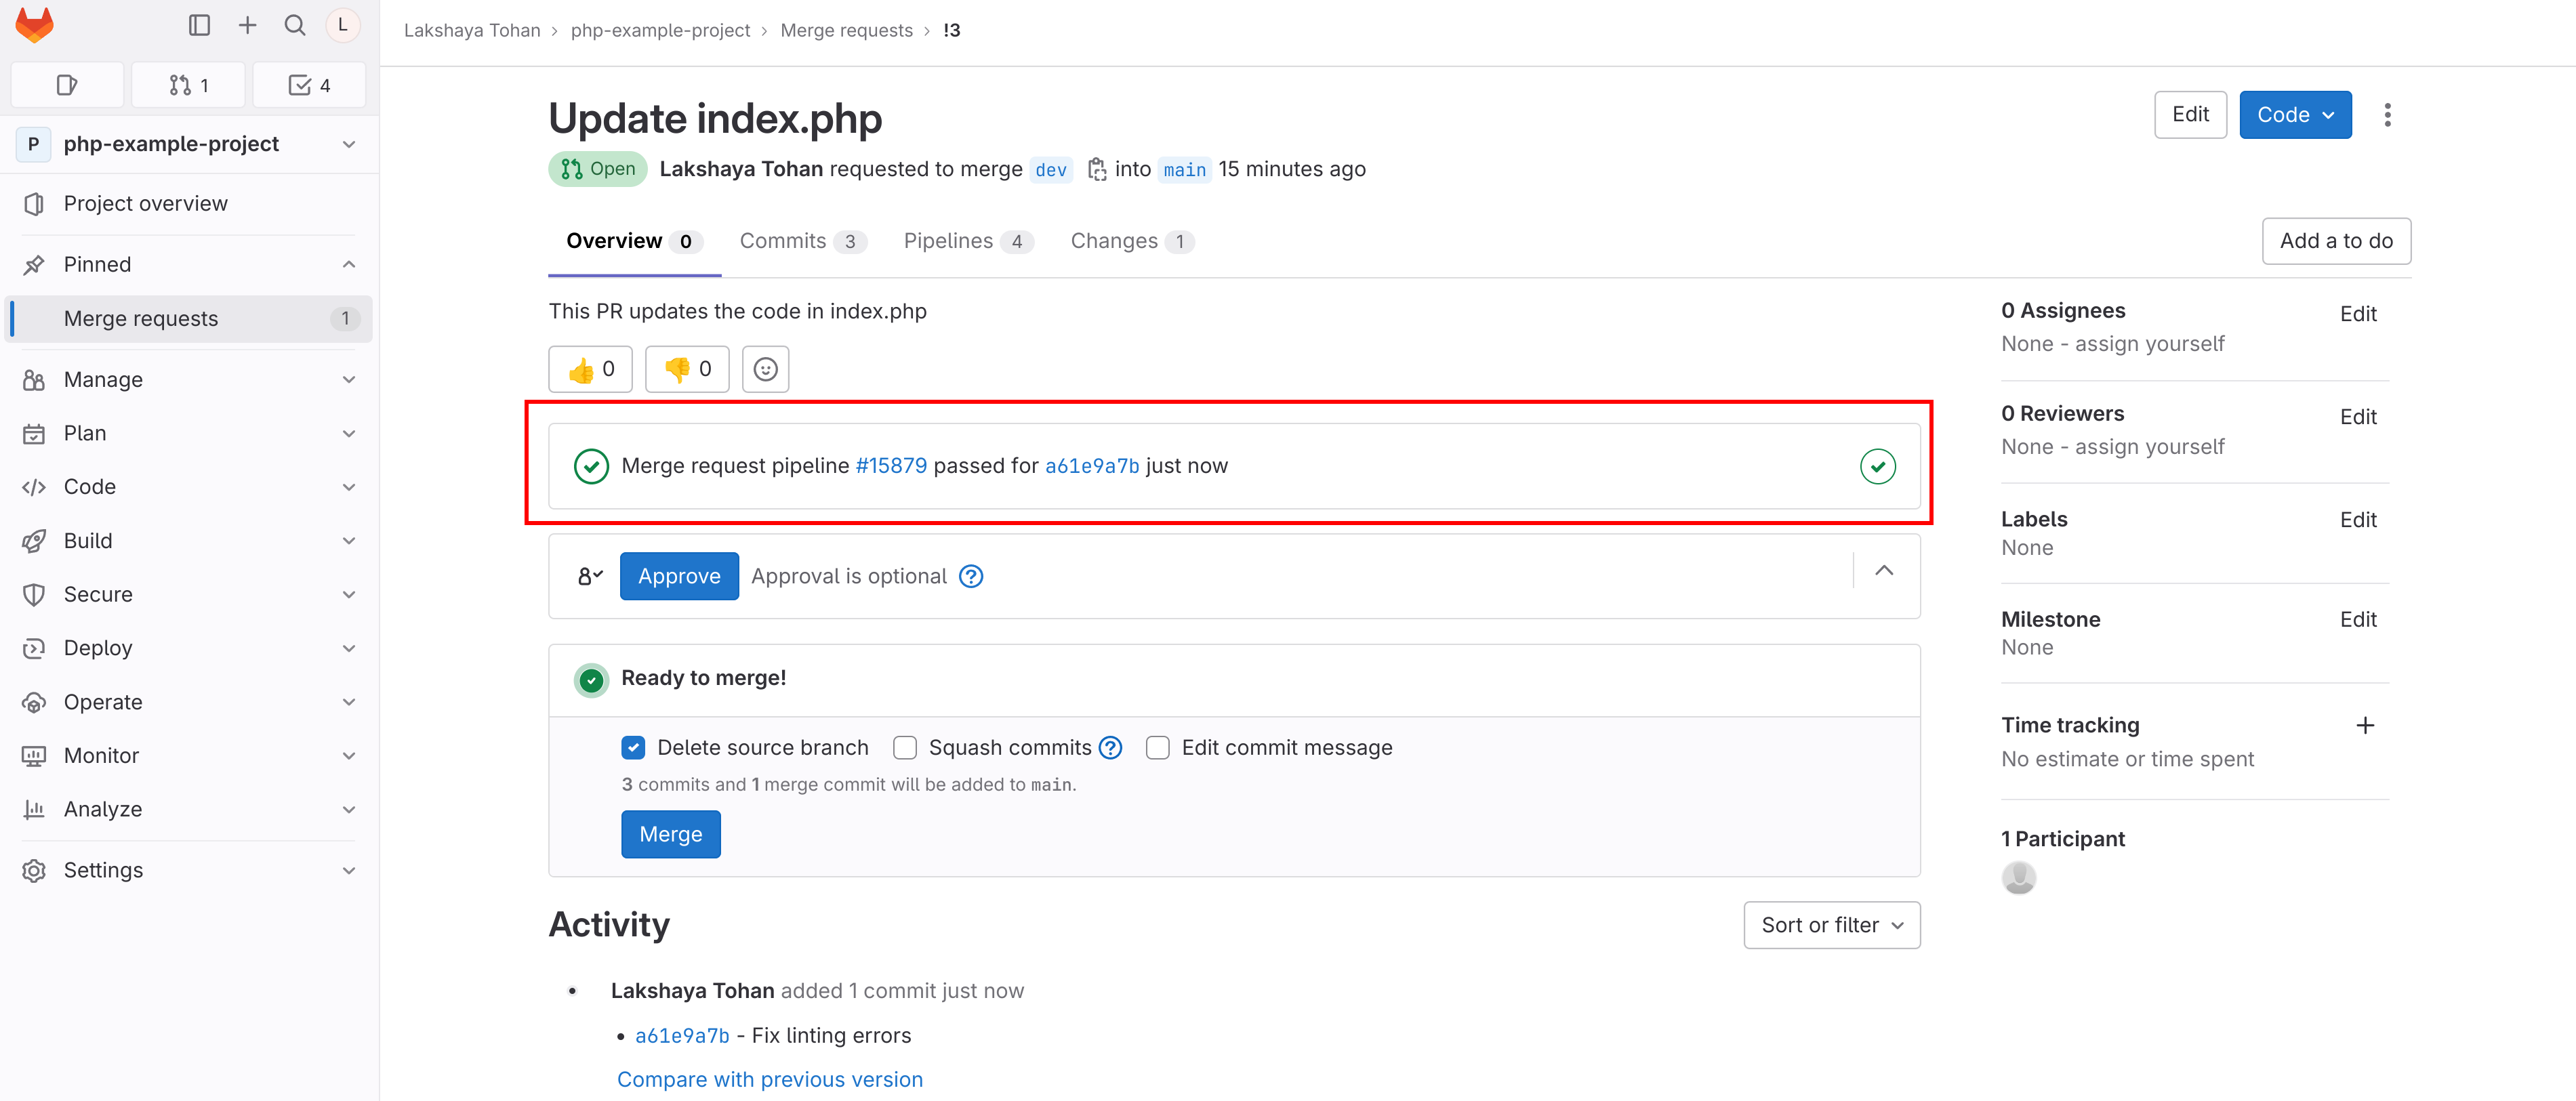 L
1
4
P php-example-project
Project overview
Pinned
Merge requests 1
Manage
Plan
Code
Build
Secure
Deploy
Operate
Monitor
Analyze
Settings
Lakshaya Tohan › php-example-project › Merge requests › !3
Update index.php
Edit
Code
Open Lakshaya Tohan requested to merge dev into main 15 minutes ago
Overview 0 Commits 3 Pipelines 4 Changes 1
Add a to do
This PR updates the code in index.php
👍 0 👎 0
Merge request pipeline #15879 passed for a61e9a7b just now
Approve Approval is optional
Ready to merge!
Delete source branch Squash commits Edit commit message
3 commits and 1 merge commit will be added to main.
Merge
Activity
Sort or filter
• Lakshaya Tohan added 1 commit just now
• a61e9a7b - Fix linting errors
Compare with previous version
0 Assignees Edit
None - assign yourself
0 Reviewers Edit
None - assign yourself
Labels Edit
None
Milestone Edit
None
Time tracking +
No estimate or time spent
1 Participant